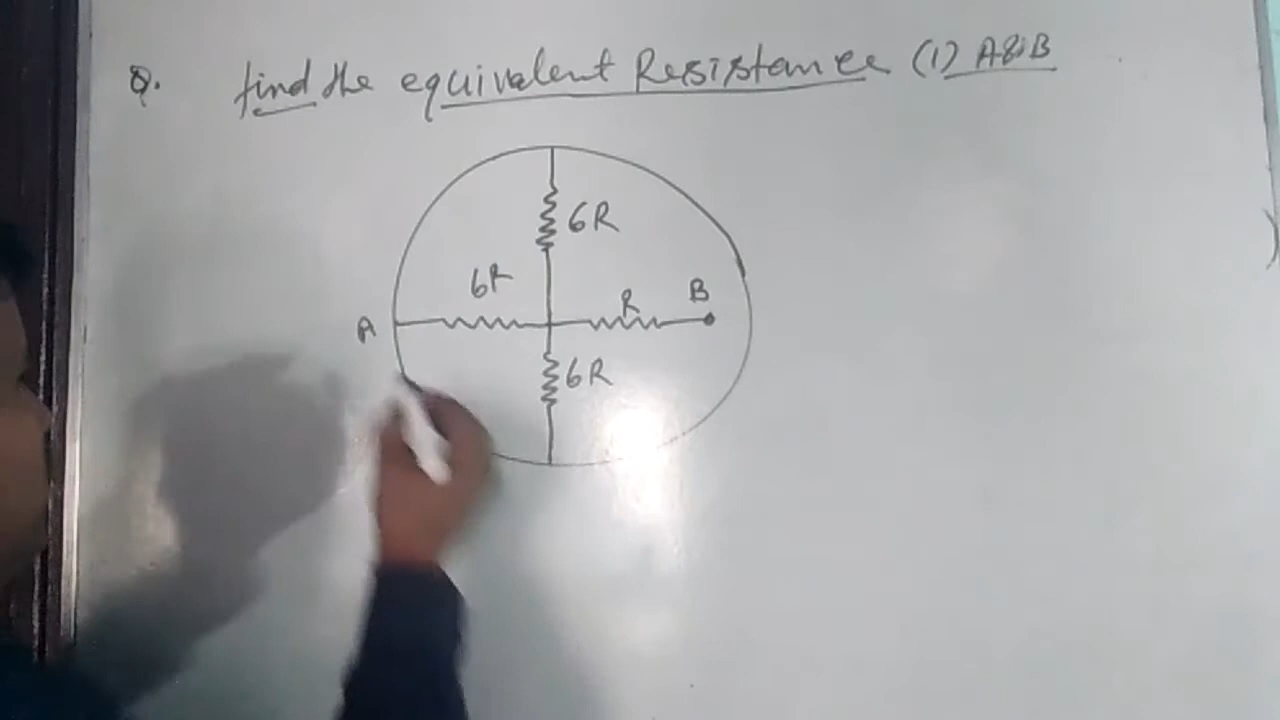 Q. find the equivalent Resistance (1) A&B
6R
6R
R
B
A
6R